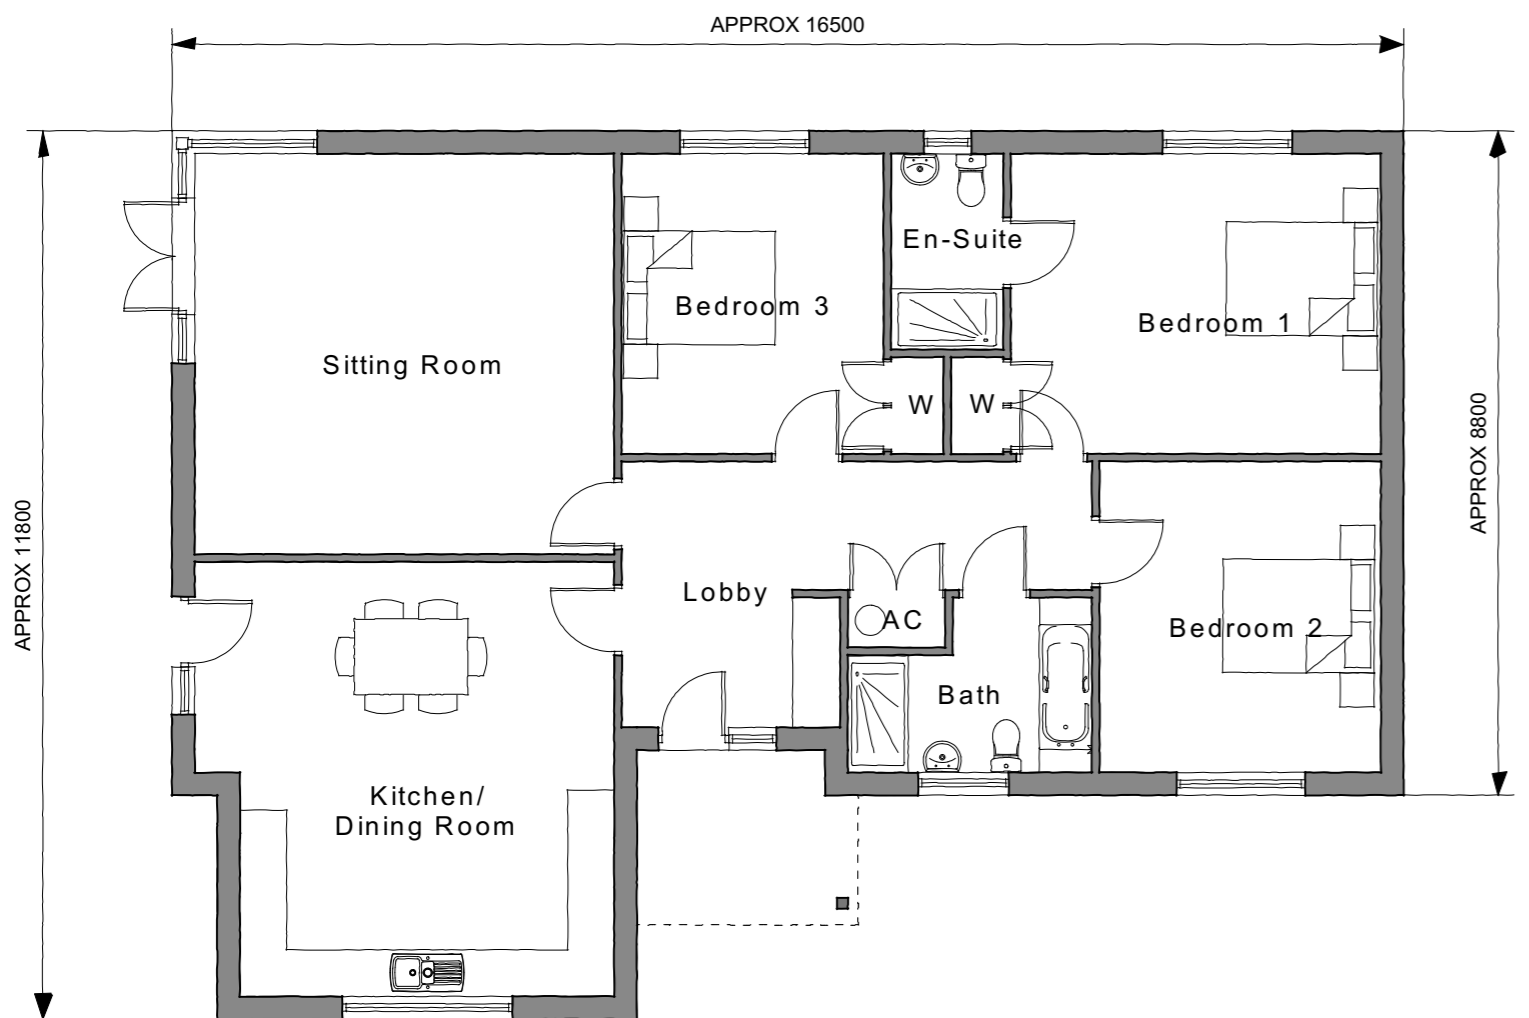 APPROX 16500
En-Suite
Bedroom 3
Bedroom 1
Sitting Room
W
W
APPROX 8800
APPROX 11800
Lobby
AC
Bedroom 2
Bath
Kitchen/
Dining Room